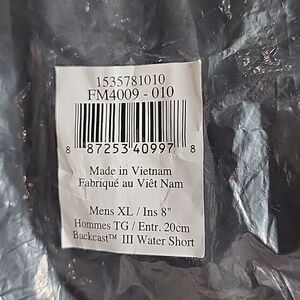 1535781010
FM4009 - 010
8 87253 40997 8
Made in Vietnam
Fabriqué au Viêt Nam
Mens XL / Ins 8"
Hommes TG / Entr. 20cm
Backcast™ III Water Short